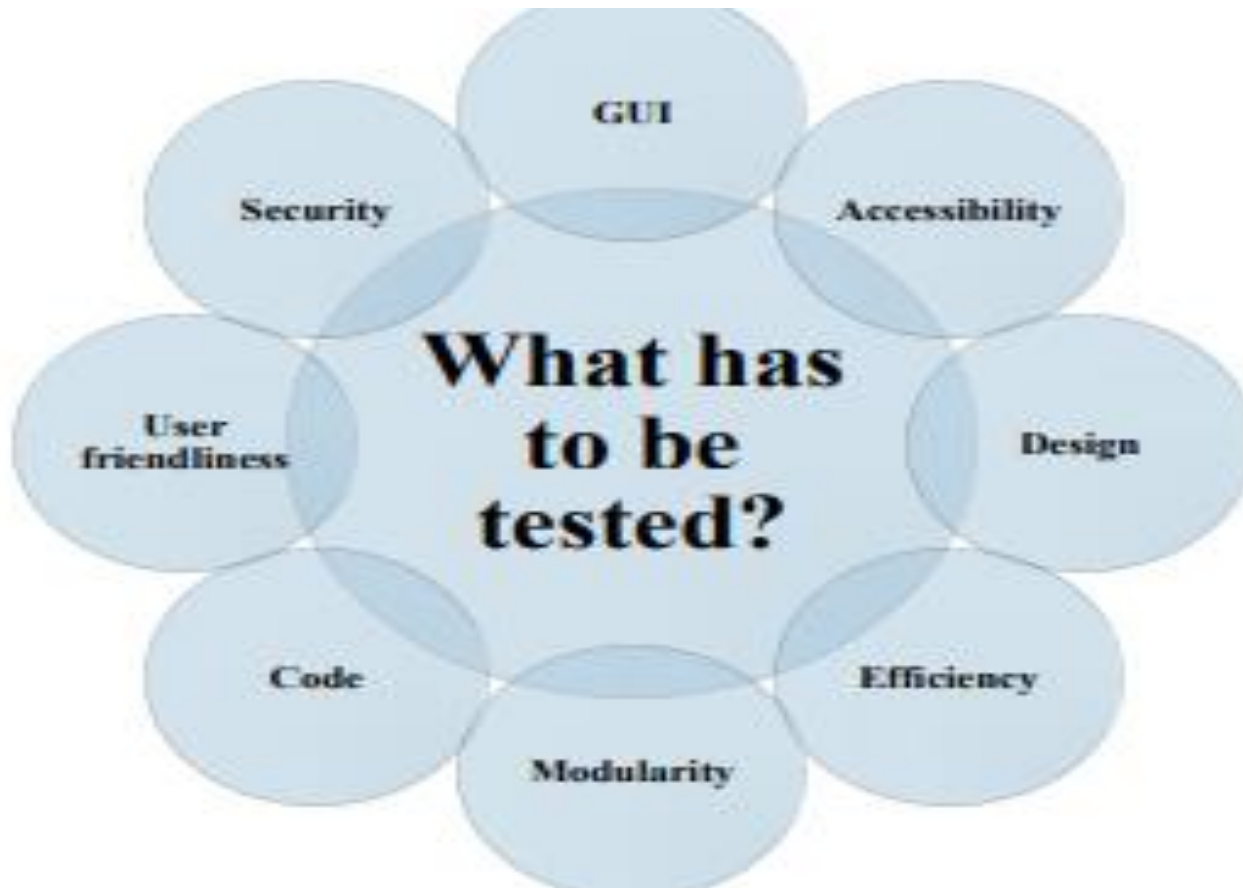 GUI
Security
Accessibility
What has
to be
tested?
User
friendliness
Design
Code
Efficiency
Modularity